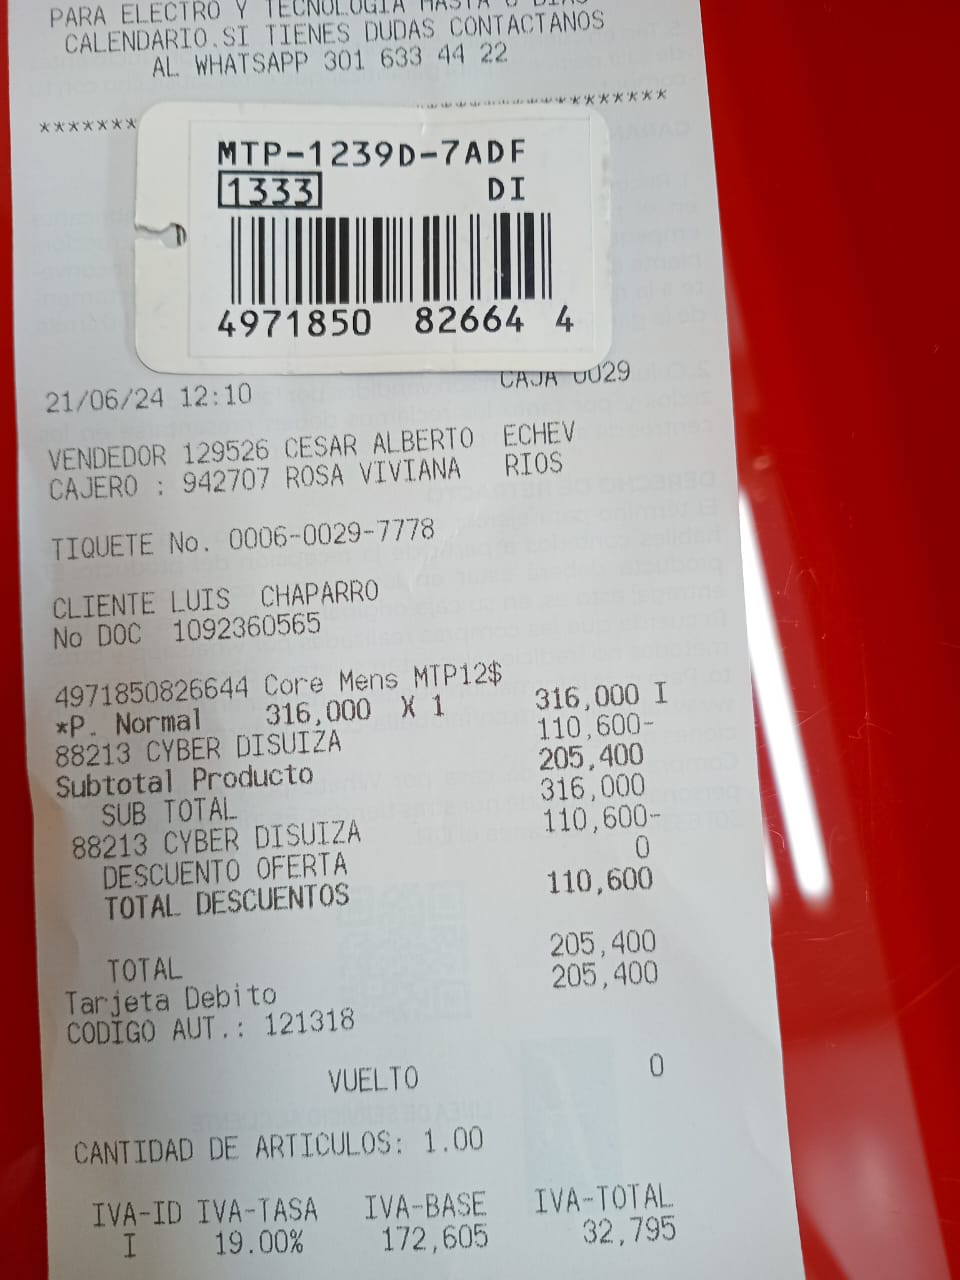 PARA ELECTRO Y TECNOLOGIA HASTA DIAS
CALENDARIO.SI TIENES DUDAS CONTACTANOS
AL WHATSAPP 301 633 44 22
*******
******************
MTP-1239D-7ADF
1333 DI
4971850 82664 4
21/06/24 12:10 CAJA 0029
VENDEDOR 129526 CESAR ALBERTO ECHEV
CAJERO : 942707 ROSA VIVIANA RIOS
TIQUETE No. 0006-0029-7778
CLIENTE LUIS CHAPARRO
No DOC 1092360565
4971850826644 Core Mens MTP12$
*P. Normal 316,000 X 1 316,000 I
88213 CYBER DISUIZA 110,600-
Subtotal Producto 205,400
SUB TOTAL 316,000
88213 CYBER DISUIZA 110,600-
DESCUENTO OFERTA 0
TOTAL DESCUENTOS 110,600
TOTAL 205,400
Tarjeta Debito 205,400
CODIGO AUT.: 121318
VUELTO 0
CANTIDAD DE ARTICULOS: 1.00
IVA-ID IVA-TASA IVA-BASE IVA-TOTAL
I 19.00% 172,605 32,795